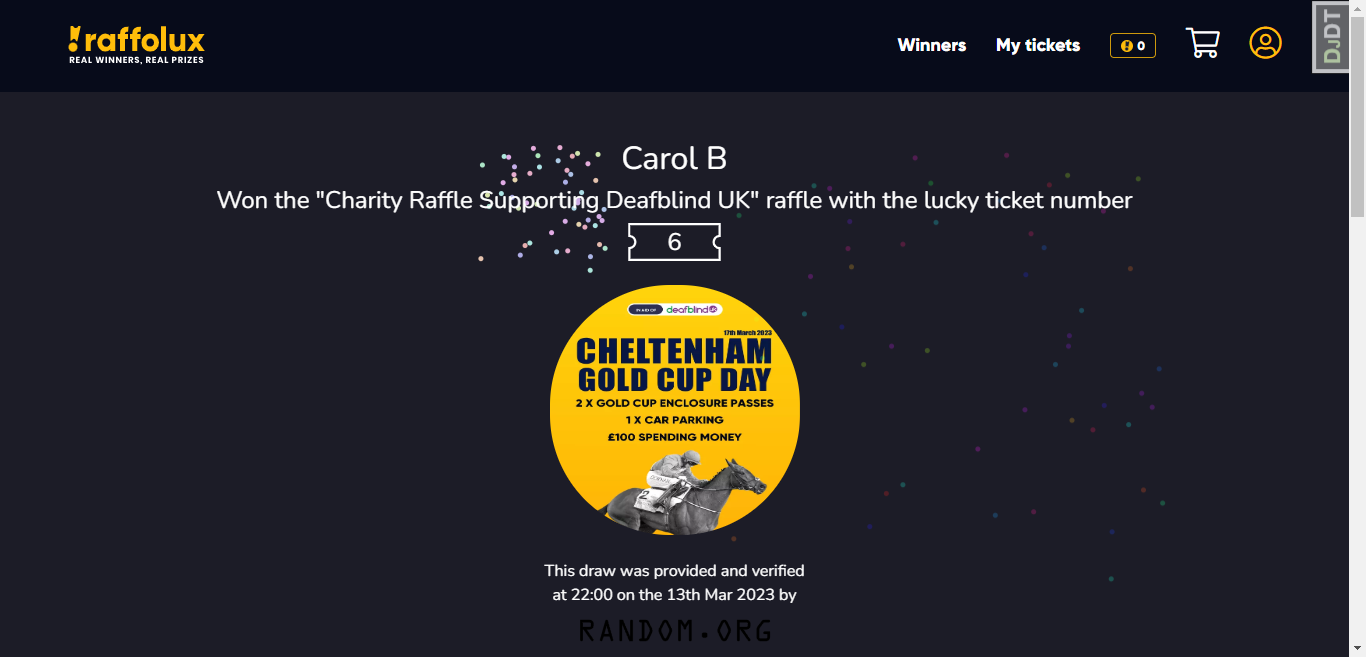 raffolux
REAL WINNERS, REAL PRIZES
Winners
My tickets
0
DJDT
Carol B
Won the "Charity Raffle Supporting Deafblind UK" raffle with the lucky ticket number
6
IN AID OF deafblind UK
17th March 2023
CHELTENHAM
GOLD CUP DAY
2 X GOLD CUP ENCLOSURE PASSES
1 X CAR PARKING
£100 SPENDING MONEY
2
This draw was provided and verified
at 22:00 on the 13th Mar 2023 by
RANDOM.ORG